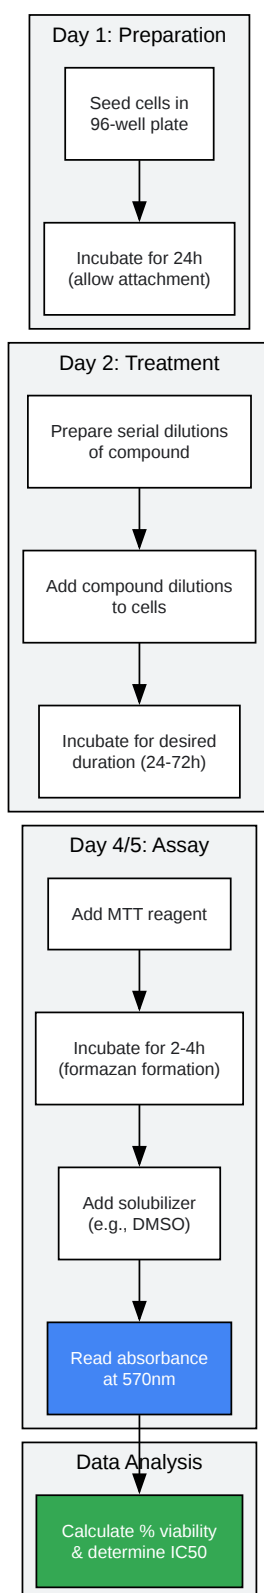 Day 1: Preparation
Seed cells in
96-well plate
Incubate for 24h
(allow attachment)
Day 2: Treatment
Prepare serial dilutions
of compound
Add compound dilutions
to cells
Incubate for desired
duration (24-72h)
Day 4/5: Assay
Add MTT reagent
Incubate for 2-4h
(formazan formation)
Add solubilizer
(e.g., DMSO)
Read absorbance
at 570nm
Data Analysis
Calculate % viability
& determine IC50